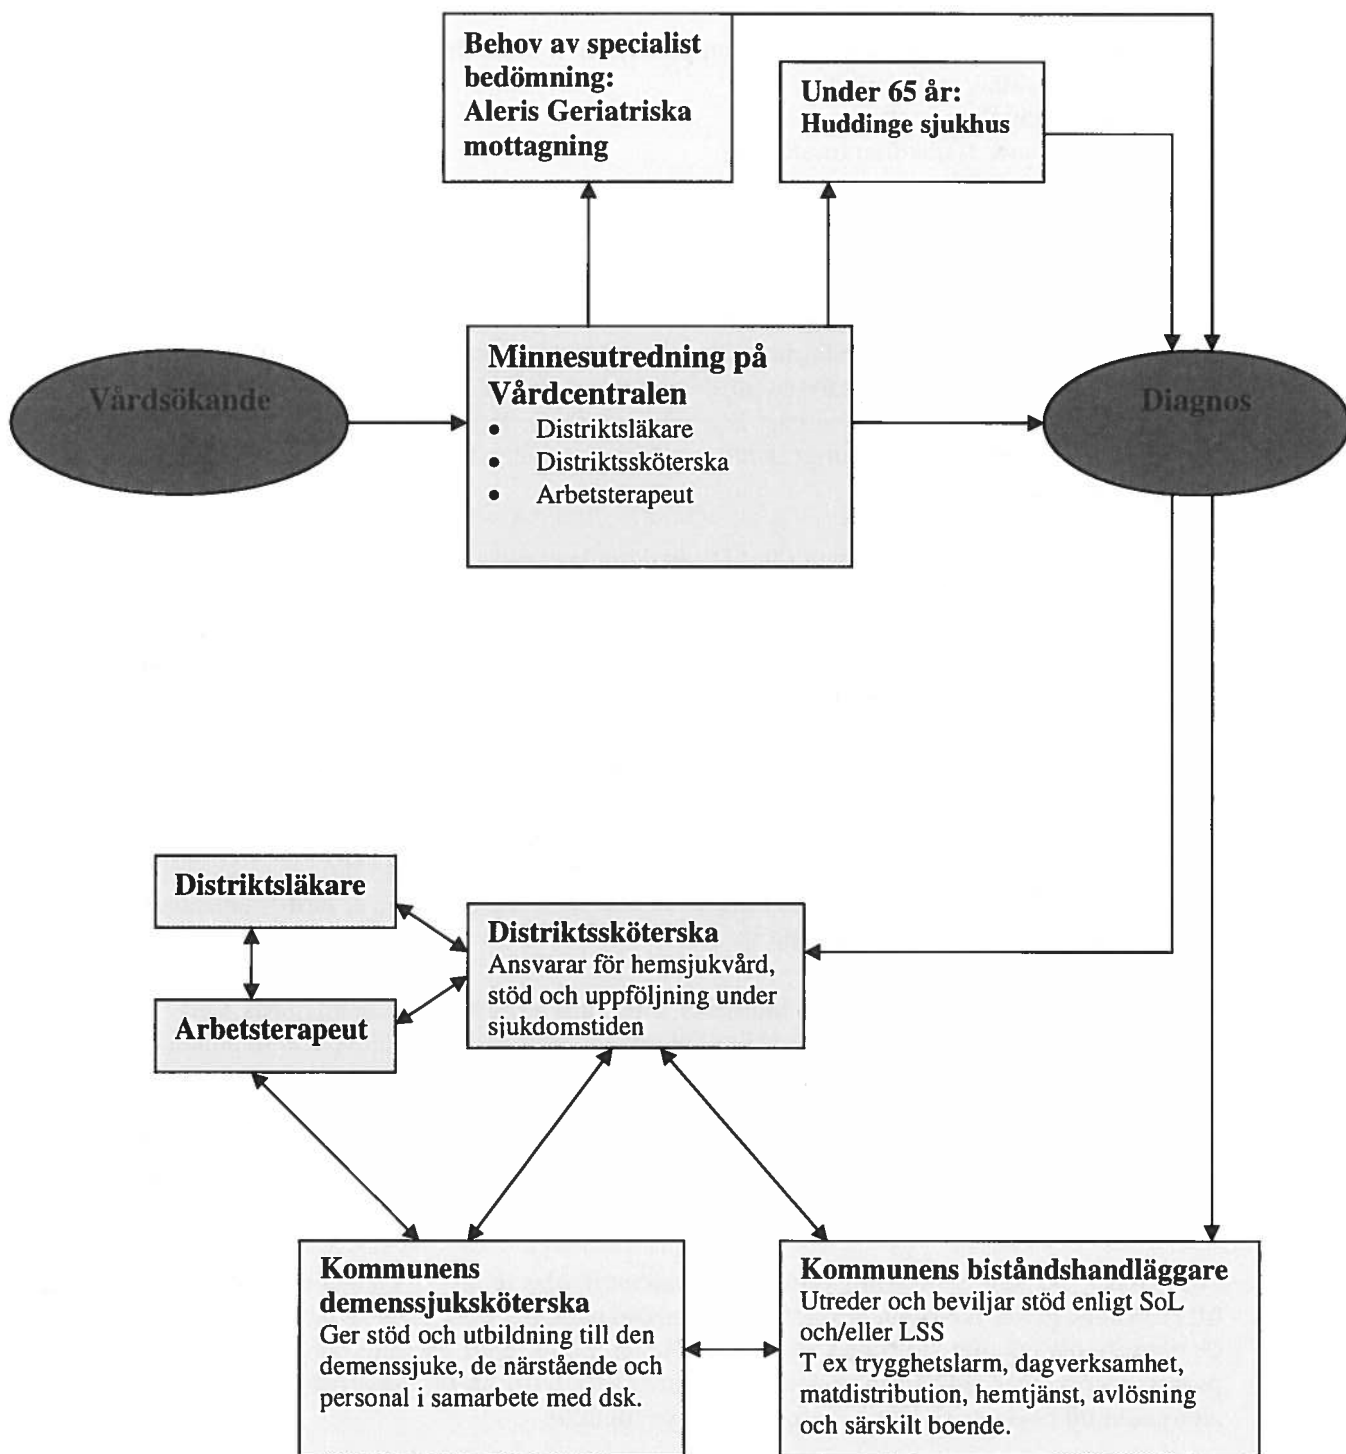 Behov av specialist
bedömning:
Aleris Geriatriska
mottagning
Under 65 år:
Huddinge sjukhus
Vårdsökande
Minnesutredning på
Vårdcentralen
• Distriktsläkare
• Distriktssköterska
• Arbetsterapeut
Diagnos
Distriktsläkare
Arbetsterapeut
Distriktssköterska
Ansvarar för hemsjukvård,
stöd och uppföljning under
sjukdomstiden
Kommunens
demenssjuksköterska
Ger stöd och utbildning till den
demenssjuke, de närstående och
personal i samarbete med dsk.
Kommunens biståndshandläggare
Utreder och beviljar stöd enligt SoL
och/eller LSS
T ex trygghetslarm, dagverksamhet,
matdistribution, hemtjänst, avlösning
och särskilt boende.